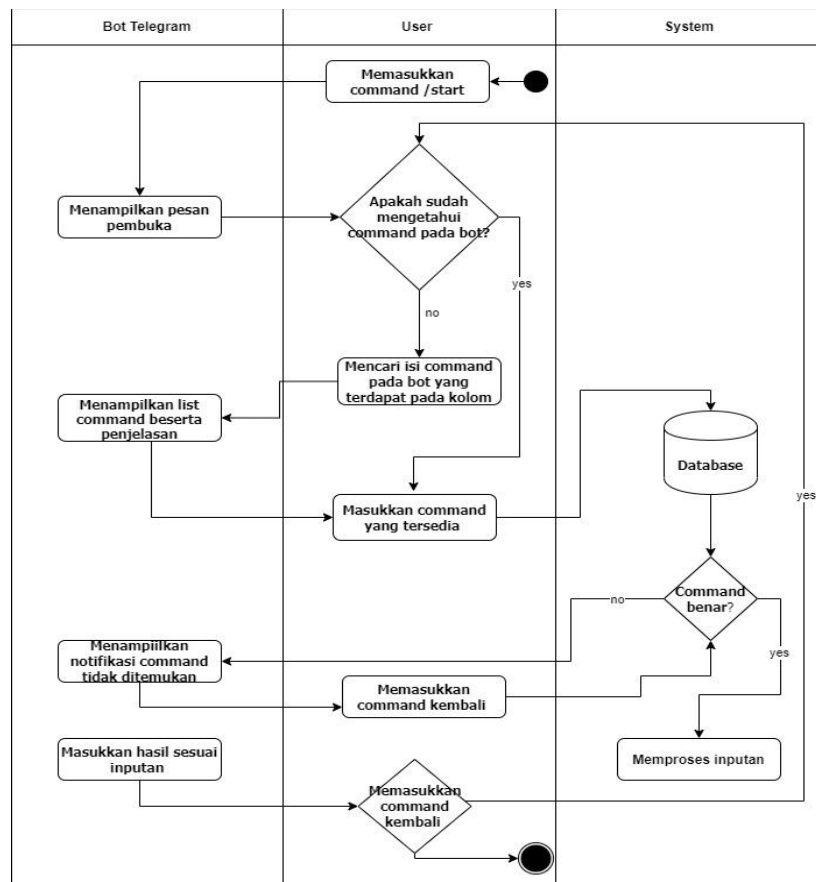 Bot Telegram
User
System
Memasukkan
command /start
Menampilkan pesan
pembuka
Apakah sudah
mengetahui
command pada bot?
yes
no
Mencari isi command
pada bot yang
terdapat pada kolom
Menampilkan list
command beserta
penjelasan
Database
yes
Masukkan command
yang tersedia
Command
benar?
no
yes
Menampiilkan
notifikasi command
tidak ditemukan
Memasukkan
command kembali
Masukkan hasil sesuai
inputan
Memproses inputan
Memasukkan
command
kembali